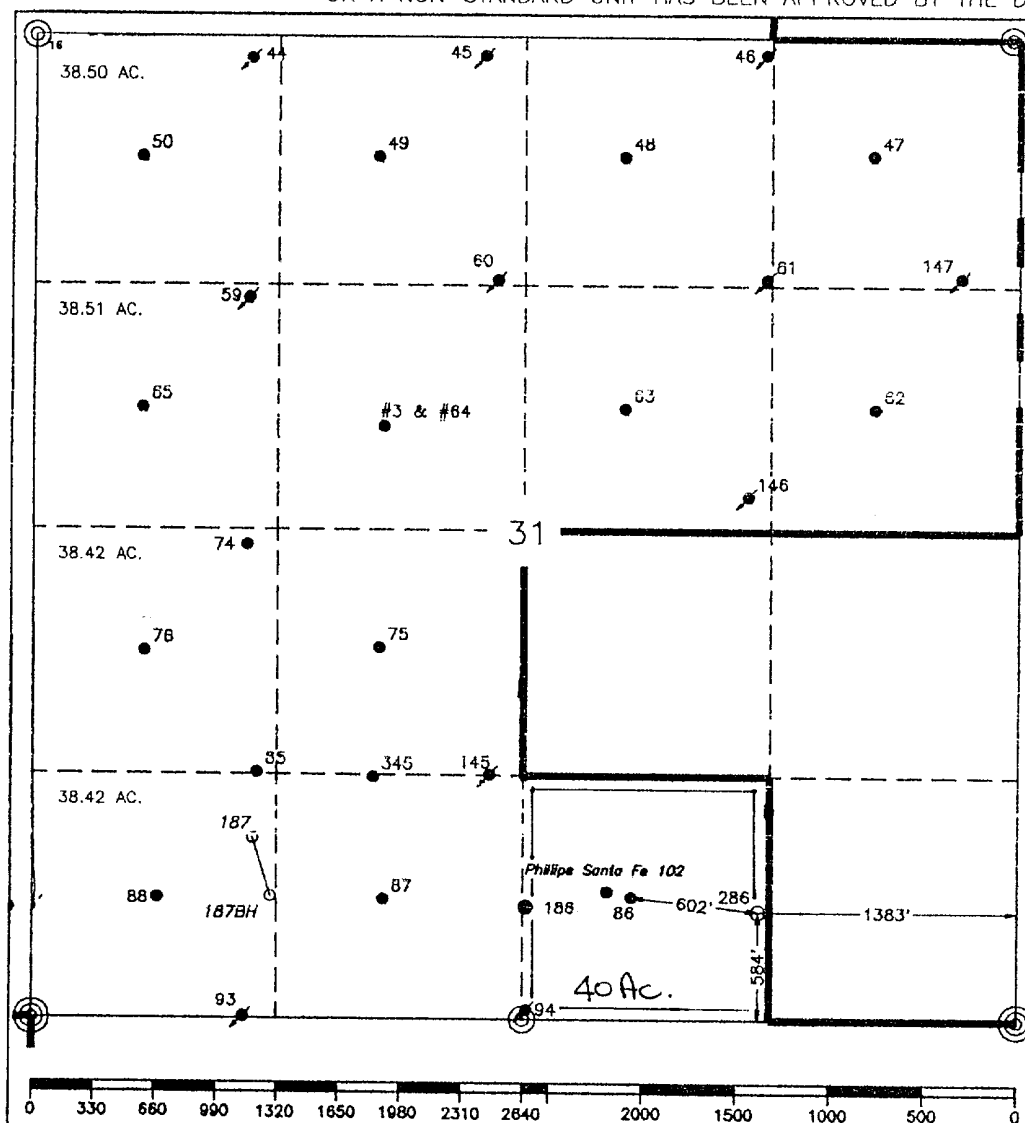 OR A NON-STANDARD UNIT HAS BEEN APPROVED BY THE D
16
44 45 46
38.50 AC.
50 49 48 47
60 61 147
59
38.51 AC.
65 #3 & #64 63 62
146
31
74
38.42 AC.
76 75
85 345 145
38.42 AC.
187
Phillips Santa Fe 102
88 87 188 86 286
602' 1383'
187BH
584'
40 Ac.
93 94
0 330 660 990 1320 1650 1980 2310 2640 2000 1500 1000 500 0